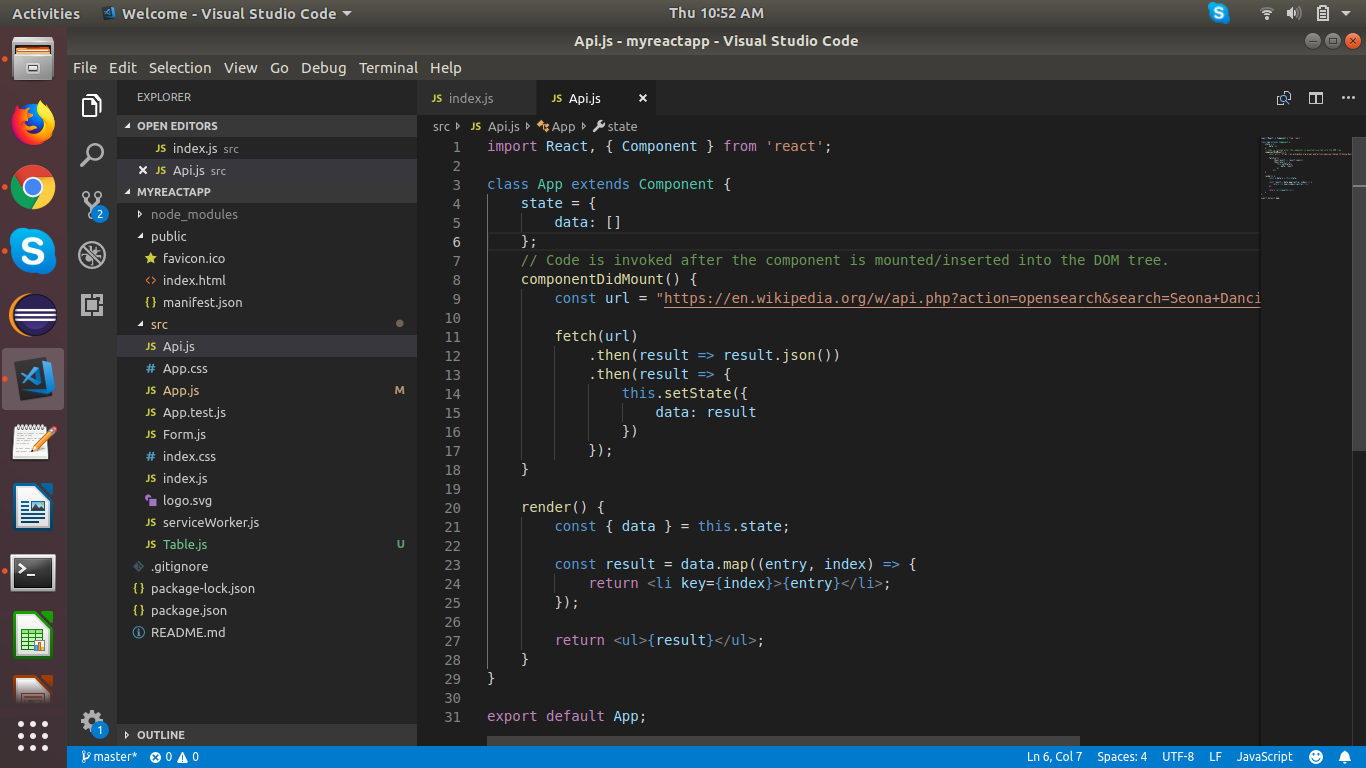 Activities Welcome - Visual Studio Code Thu 10:52 AM
Api.js - myreactapp - Visual Studio Code
File Edit Selection View Go Debug Terminal Help
EXPLORER
OPEN EDITORS
JS index.js src
JS Api.js src
MYREACTAPP
node_modules
public
favicon.ico
<> index.html
{ } manifest.json
src
JS Api.js
# App.css
JS App.js M
JS App.test.js
JS Form.js
# index.css
JS index.js
logo.svg
JS serviceWorker.js
JS Table.js U
.gitignore
{ } package-lock.json
{ } package.json
README.md
OUTLINE
2
1
JS index.js JS Api.js
src JS Api.js App state
1 import React, { Component } from 'react';
2
3 class App extends Component {
4 state = {
5 data: []
6 };
7 // Code is invoked after the component is mounted/inserted into the DOM tree.
8 componentDidMount() {
9 const url = "https://en.wikipedia.org/w/api.php?action=opensearch&search=Seona+Danci
10
11 fetch(url)
12 .then(result => result.json())
13 .then(result => {
14 this.setState({
15 data: result
16 })
17 });
18 }
19
20 render() {
21 const { data } = this.state;
22
23 const result = data.map((entry, index) => {
24 return <li key={index}>{entry}</li>;
25 });
26
27 return <ul>{result}</ul>;
28 }
29 }
30
31 export default App;
master* 0 0 Ln 6, Col 7 Spaces: 4 UTF-8 LF JavaScript